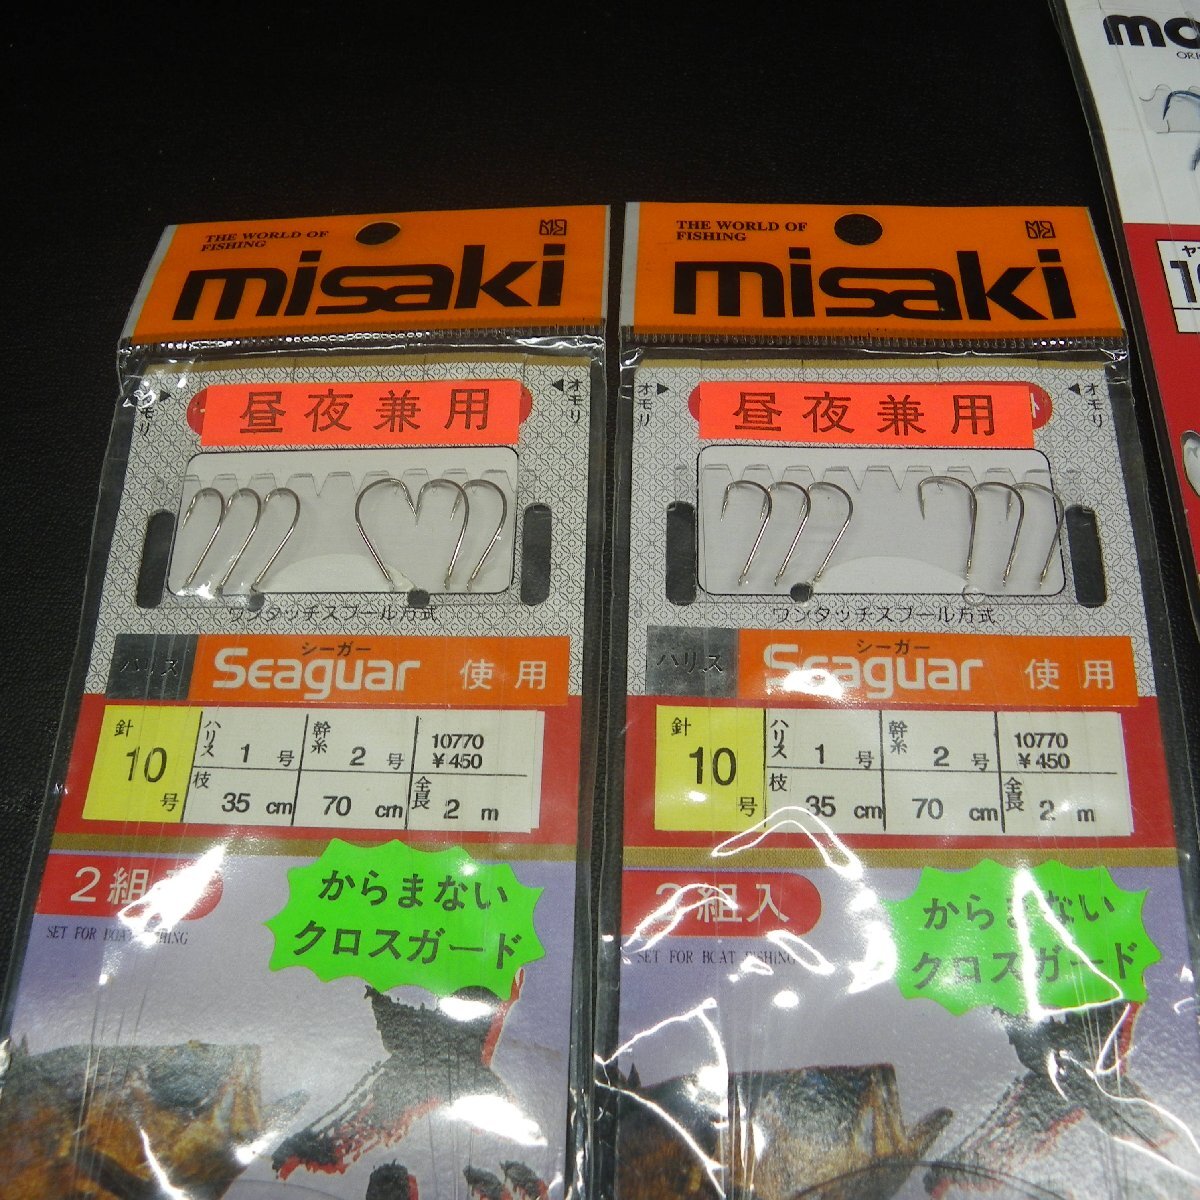 THE WORLD OF
FISHING
misaki
オモリ
昼夜兼用
オモリ
ワンタッチスプール方式
ハリス
シーガー
Seaguar 使用
針 10 号
ハリス 1 号
幹糸 2 号
10770
¥450
枝 35 cm
70 cm
全長 2 m
2組
からまない
クロスガード
SET FOR BOAT FISHING
THE WORLD OF
FISHING
misaki
オモリ
昼夜兼用
オモリ
ワンタッチスプール方式
ハリス
シーガー
Seaguar 使用
針 10 号
ハリス 1 号
幹糸 2 号
10770
¥450
枝 35 cm
70 cm
全長 2 m
2組入
からまない
クロスガード
SET FOR BOAT FISHING